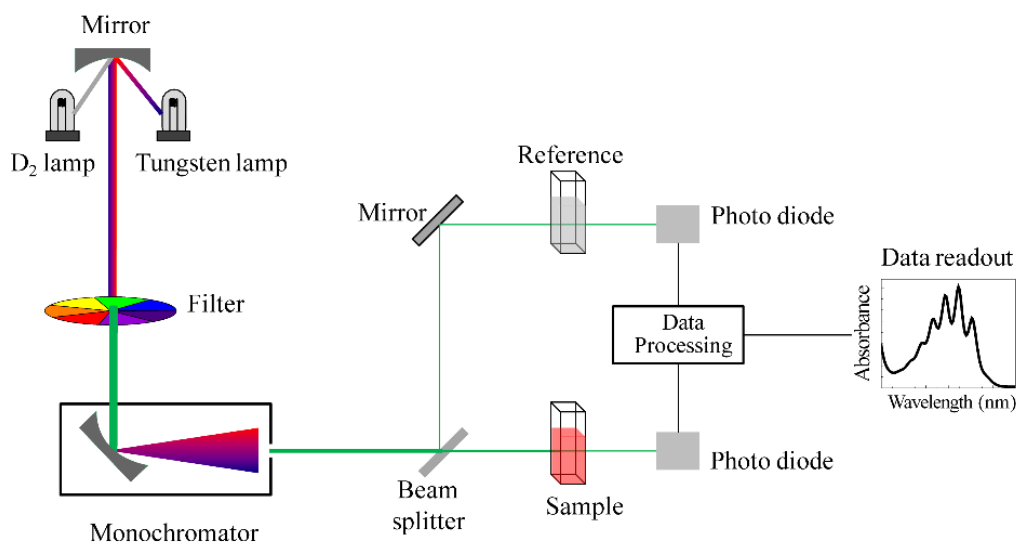 Mirror
D₂ lamp
Tungsten lamp
Filter
Monochromator
Mirror
Beam
splitter
Reference
Sample
Photo diode
Data
Processing
Photo diode
Data readout
Absorbance
Wavelength (nm)